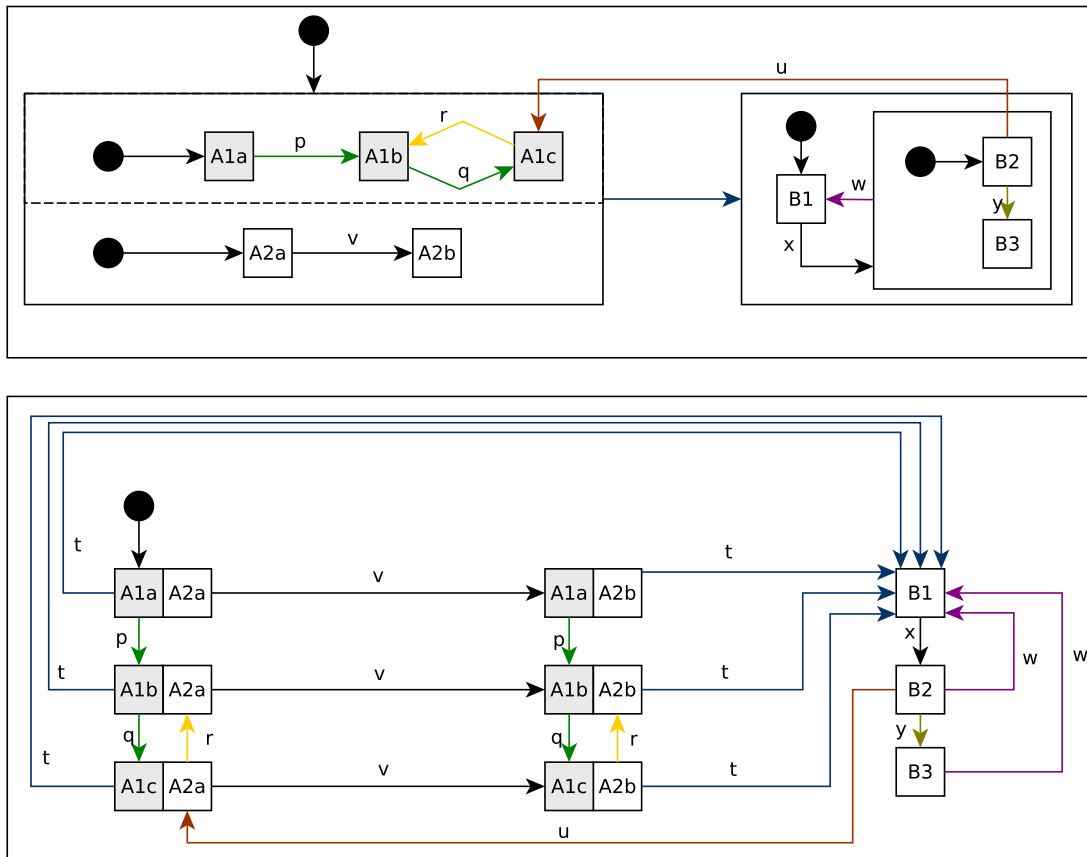 u
r
p
A1a
A1b
A1c
q
B2
w
B1
y
x
B3
v
A2a
A2b
t
v
t
A1a
A2a
A1a
A2b
B1
p
p
x
t
v
t
w
w
A1b
A2a
A1b
A2b
B2
q
r
q
r
y
t
v
t
A1c
A2a
A1c
A2b
B3
u